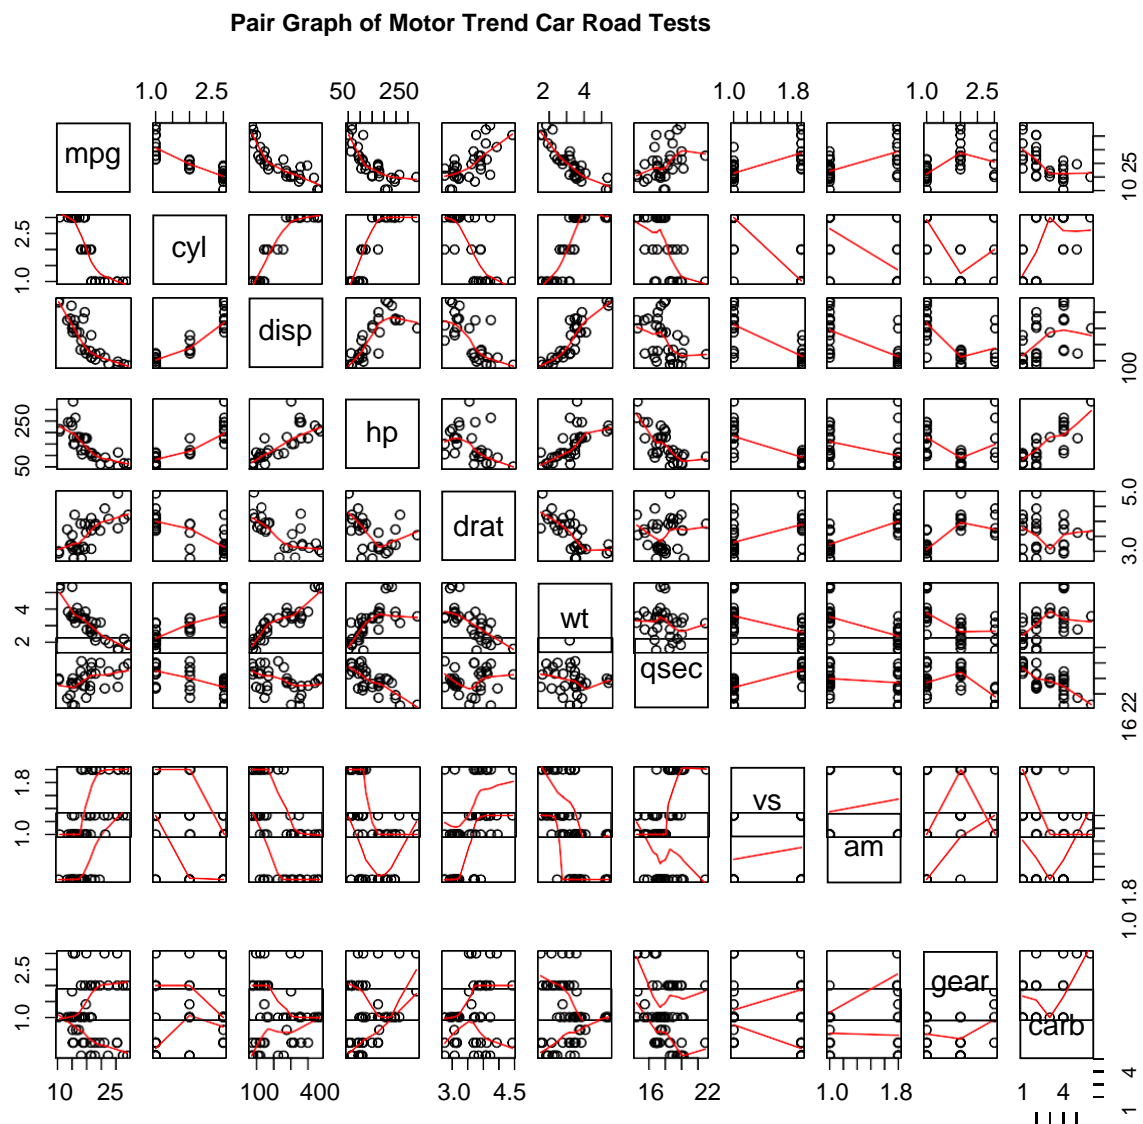 Pair Graph of Motor Trend Car Road Tests
1.0 2.5 50 250 2 4 1.0 1.8 1.0 2.5
mpg
10 25
1.0 2.5
cyl
disp
100
50 250
hp
drat
3.0 5.0
2 4
wt
qsec
16 22
1.0 1.8
vs
am
1.0 1.8
1.0 2.5
gear
carb
10 25 100 400 3.0 4.5 16 22 1.0 1.8 1 4
1 4